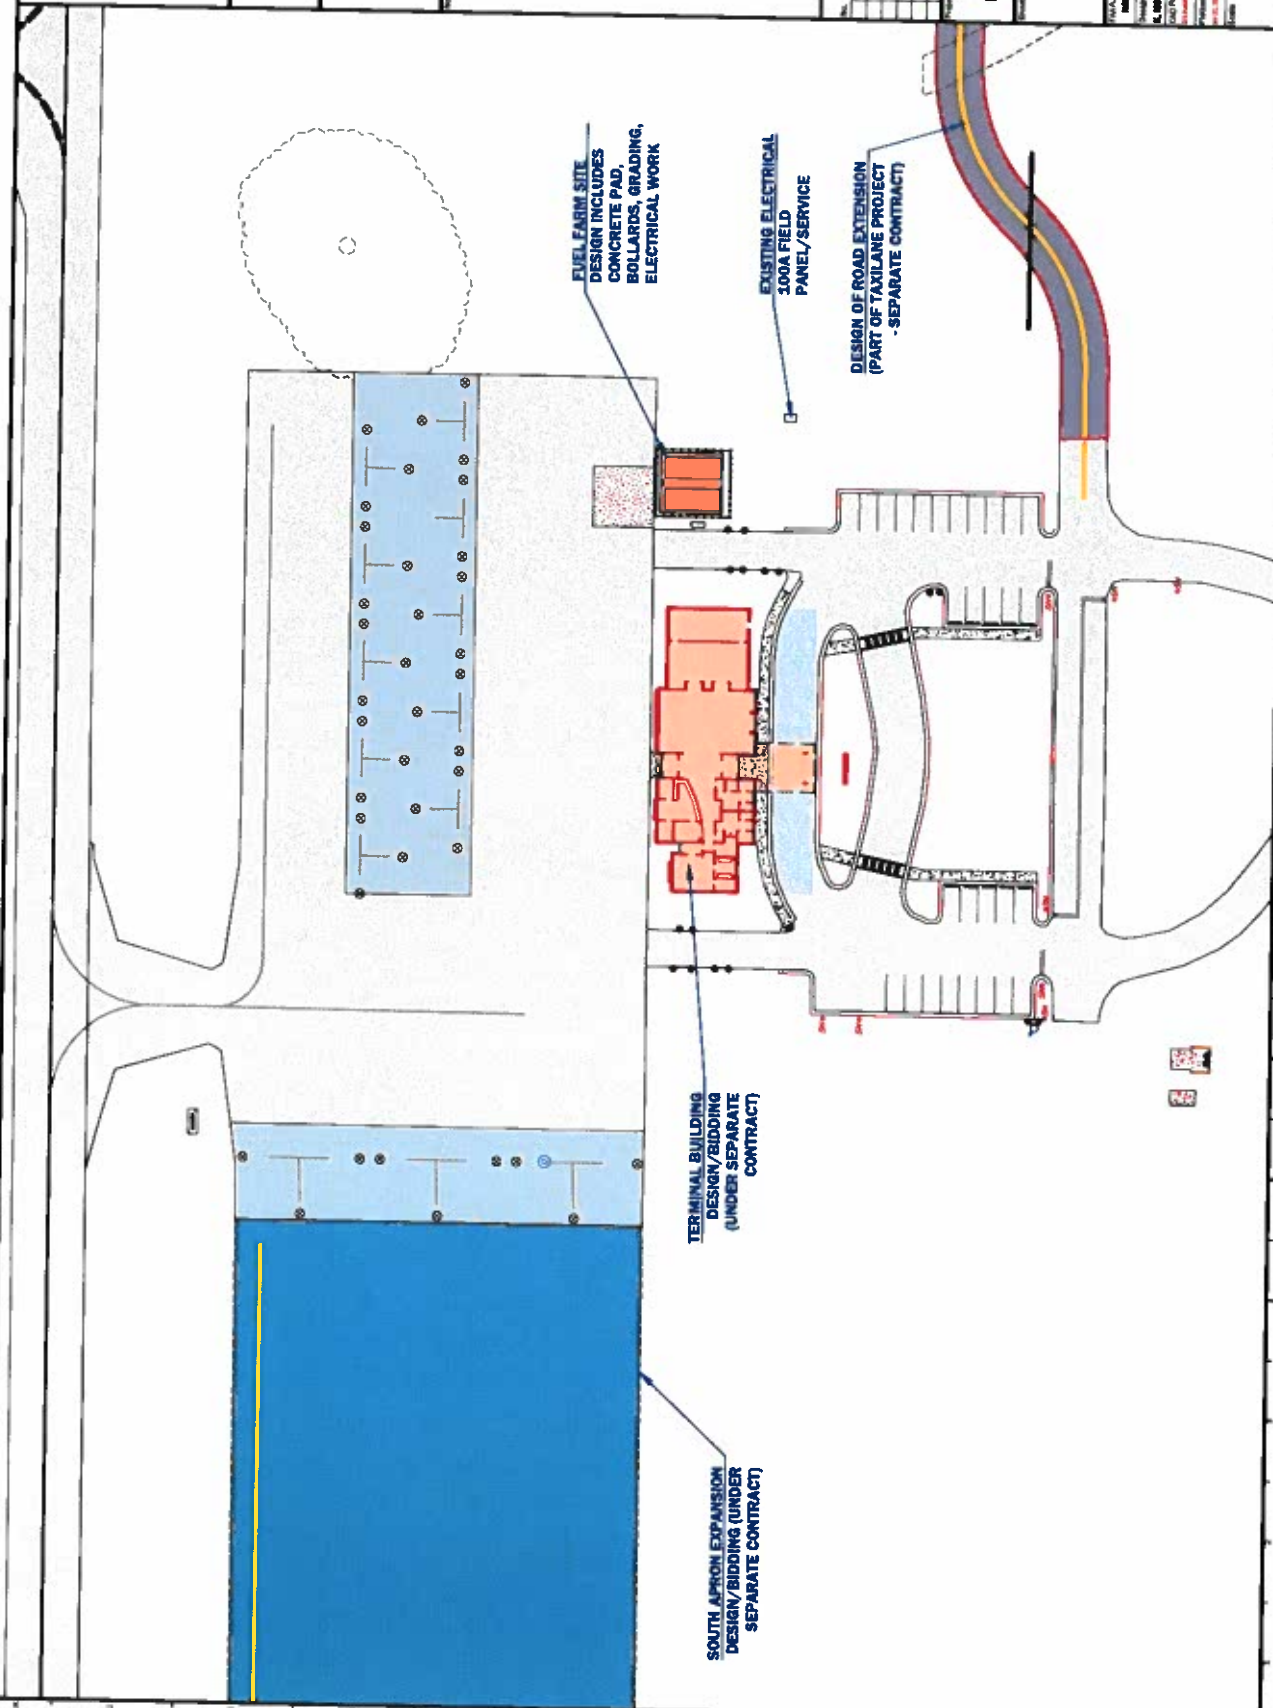 FUEL FARM SITE
DESIGN INCLUDES
CONCRETE PAD,
BOLLARDS, GRADING,
ELECTRICAL WORK
EXISTING ELECTRICAL
100A FIELD
PANEL/SERVICE
DESIGN OF ROAD EXTENSION
(PART OF TAXILANE PROJECT
- SEPARATE CONTRACT)
TERMINAL BUILDING
DESIGN/BIDDING
(UNDER SEPARATE
CONTRACT)
SOUTH APRON EXPANSION
DESIGN/BIDDING (UNDER
SEPARATE CONTRACT)